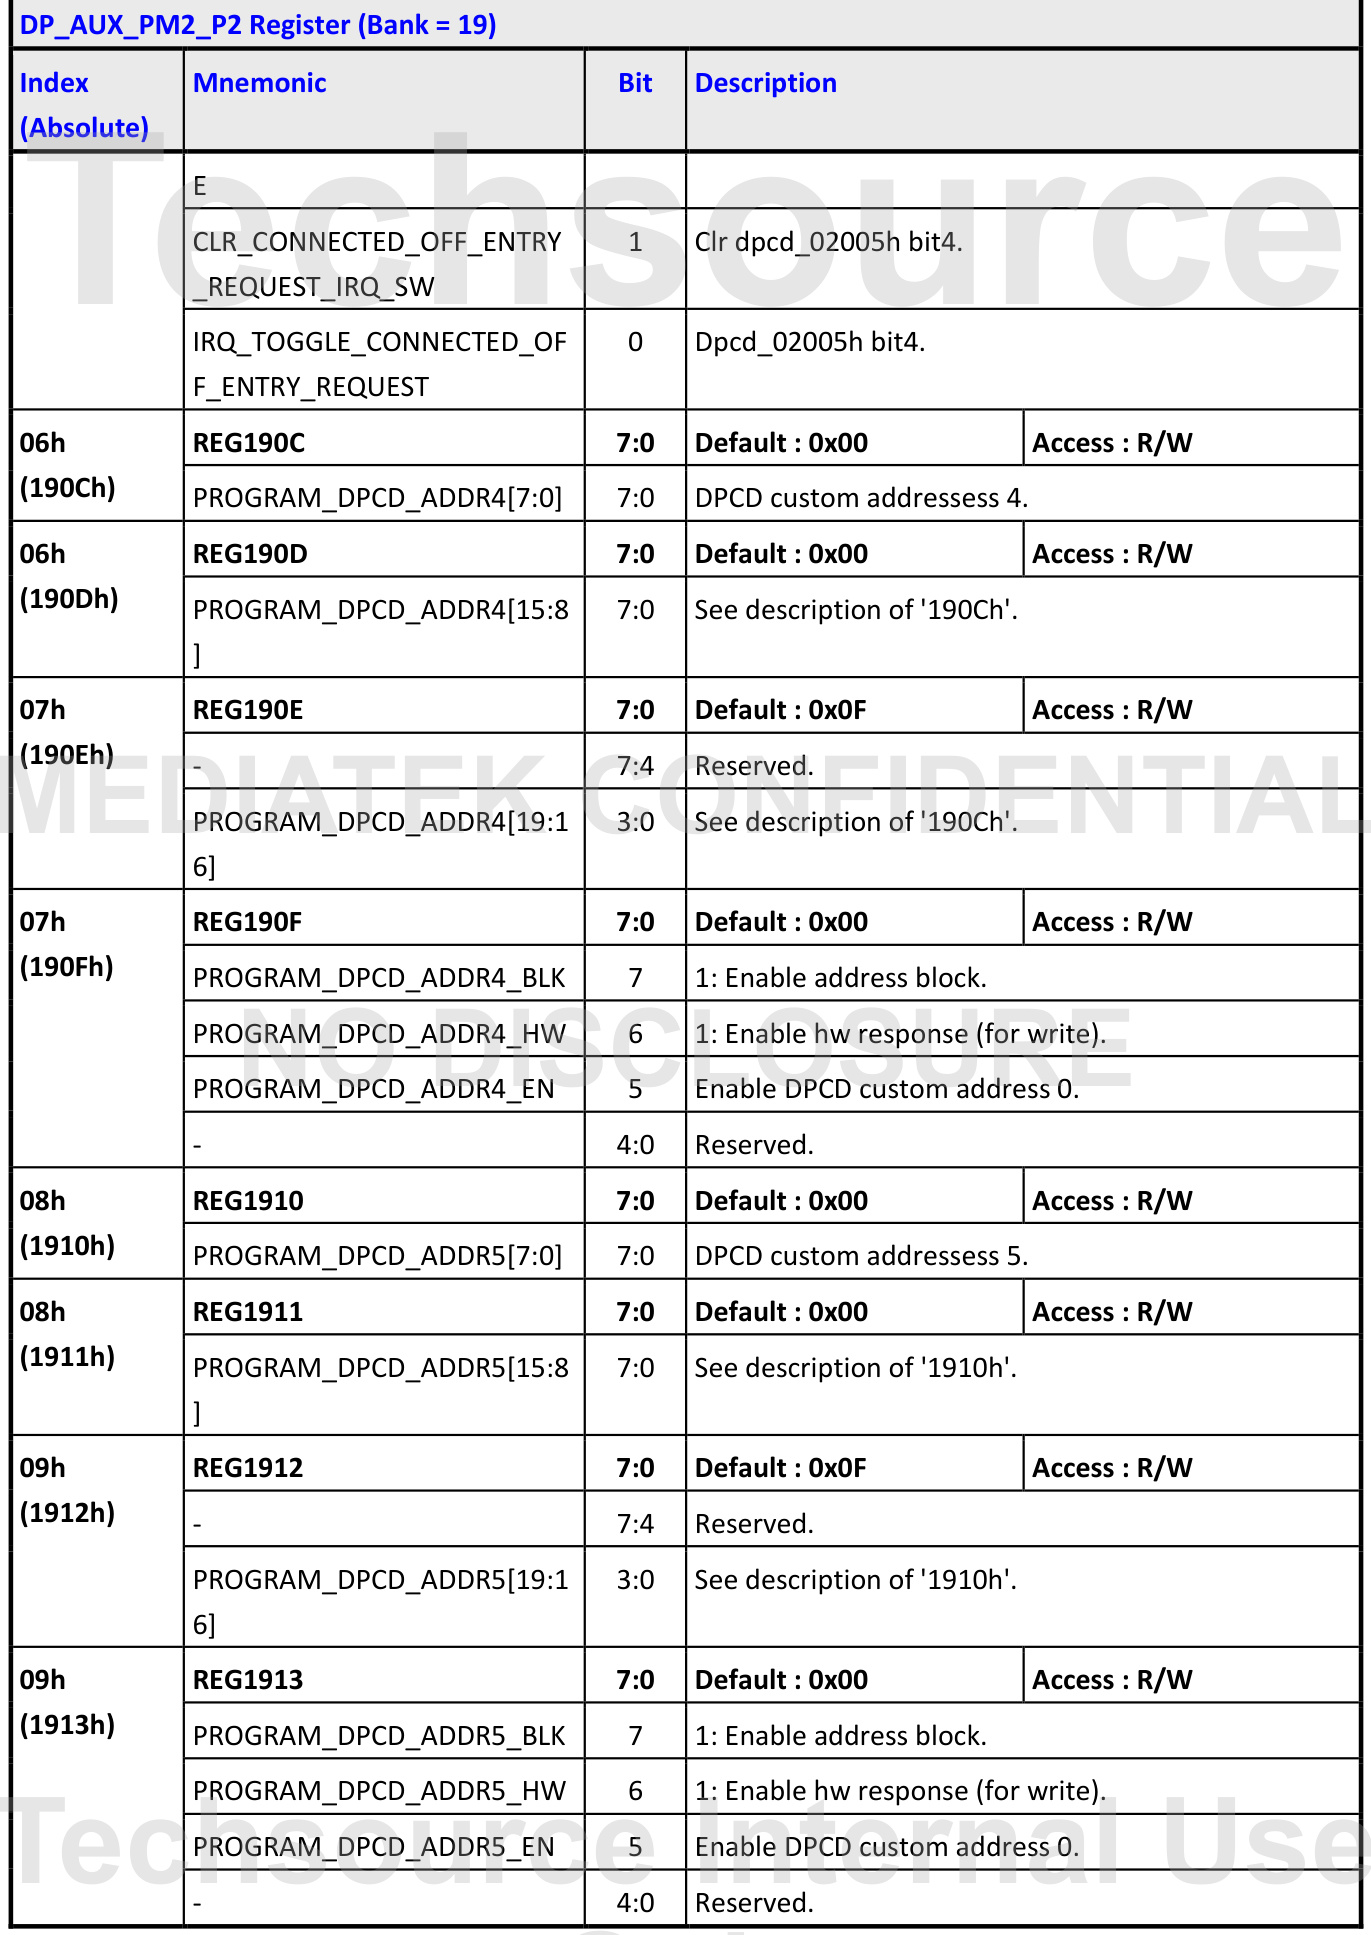 DP_AUX_PM2_P2 Register (Bank = 19)
Index (Absolute) Mnemonic Bit Description
E
CLR_CONNECTED_OFF_ENTRY 1 Clr dpcd_02005h bit4.
_REQUEST_IRQ_SW
IRQ_TOGGLE_CONNECTED_OF 0 Dpcd_02005h bit4.
F_ENTRY_REQUEST
06h REG190C 7:0 Default : 0x00 Access : R/W
(190Ch) PROGRAM_DPCD_ADDR4[7:0] 7:0 DPCD custom addressess 4.
06h REG190D 7:0 Default : 0x00 Access : R/W
(190Dh) PROGRAM_DPCD_ADDR4[15:8 7:0 See description of '190Ch'.
]
07h REG190E 7:0 Default : 0x0F Access : R/W
(190Eh) - 7:4 Reserved.
PROGRAM_DPCD_ADDR4[19:1 3:0 See description of '190Ch'.
6]
07h REG190F 7:0 Default : 0x00 Access : R/W
(190Fh) PROGRAM_DPCD_ADDR4_BLK 7 1: Enable address block.
PROGRAM_DPCD_ADDR4_HW 6 1: Enable hw response (for write).
PROGRAM_DPCD_ADDR4_EN 5 Enable DPCD custom address 0.
- 4:0 Reserved.
08h REG1910 7:0 Default : 0x00 Access : R/W
(1910h) PROGRAM_DPCD_ADDR5[7:0] 7:0 DPCD custom addressess 5.
08h REG1911 7:0 Default : 0x00 Access : R/W
(1911h) PROGRAM_DPCD_ADDR5[15:8 7:0 See description of '1910h'.
]
09h REG1912 7:0 Default : 0x0F Access : R/W
(1912h) - 7:4 Reserved.
PROGRAM_DPCD_ADDR5[19:1 3:0 See description of '1910h'.
6]
09h REG1913 7:0 Default : 0x00 Access : R/W
(1913h) PROGRAM_DPCD_ADDR5_BLK 7 1: Enable address block.
PROGRAM_DPCD_ADDR5_HW 6 1: Enable hw response (for write).
PROGRAM_DPCD_ADDR5_EN 5 Enable DPCD custom address 0.
- 4:0 Reserved.
Techsource
MEDIATEK CONFIDENTIAL
NO DISCLOSURE
Techsource Internal Use